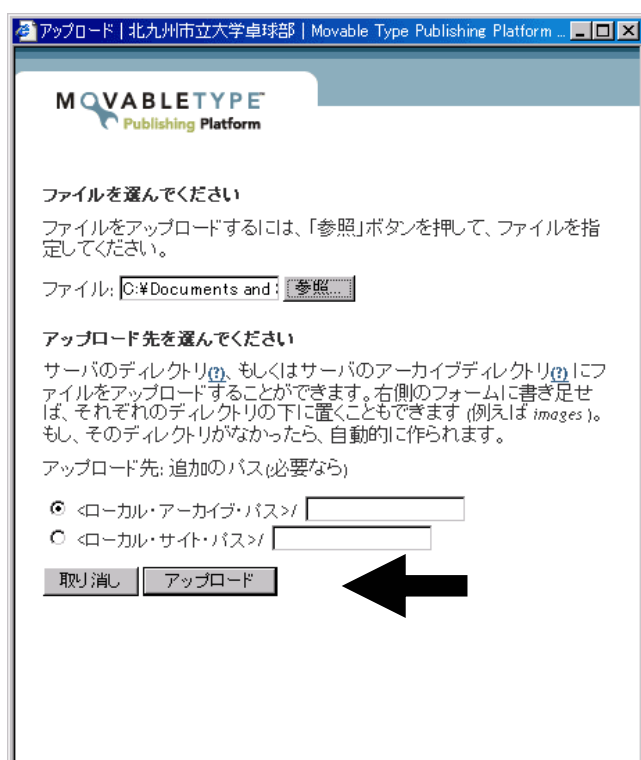 アップロード | 北九州市立大学卓球部 | Movable Type Publishing Platform ...
MOVABLETYPE
Publishing Platform
ファイルを選んでください
ファイルをアップロードするには、「参照」ボタンを押して、ファイルを指
定してください。
ファイル: C:¥Documents and 参照...
アップロード先を選んでください
サーバのディレクトリ(?)、もしくはサーバのアーカイブディレクトリ(?)にフ
ァイルをアップロードすることができます。右側のフォームに書き足せ
ば、それぞれのディレクトリの下に置くこともできます (例えば images )。
もし、そのディレクトリがなかったら、自動的に作られます。
アップロード先: 追加のパス(必要なら)
<ローカル・アーカイブ・パス>/
<ローカル・サイト・パス>/
取り消し アップロード